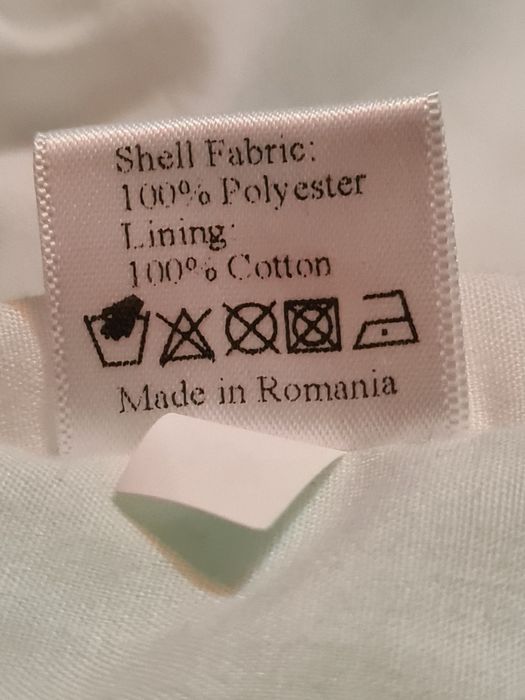 Shell Fabric:
100% Polyester
Lining:
100% Cotton
Made in Romania